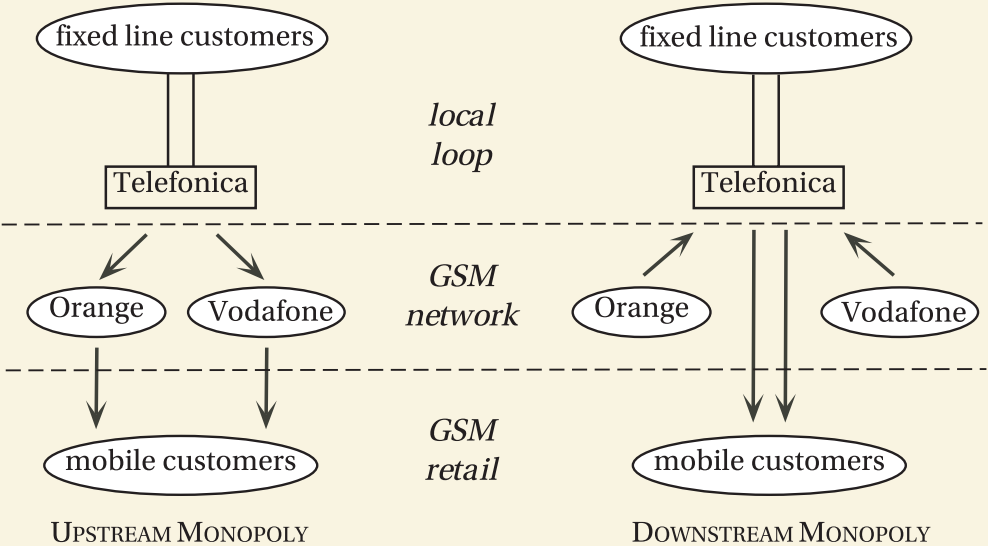 fixed line customers
fixed line customers
local
loop
Telefonica
Telefonica
GSM
network
Orange
Vodafone
Orange
Vodafone
GSM
retail
mobile customers
mobile customers
UPSTREAM MONOPOLY
DOWNSTREAM MONOPOLY